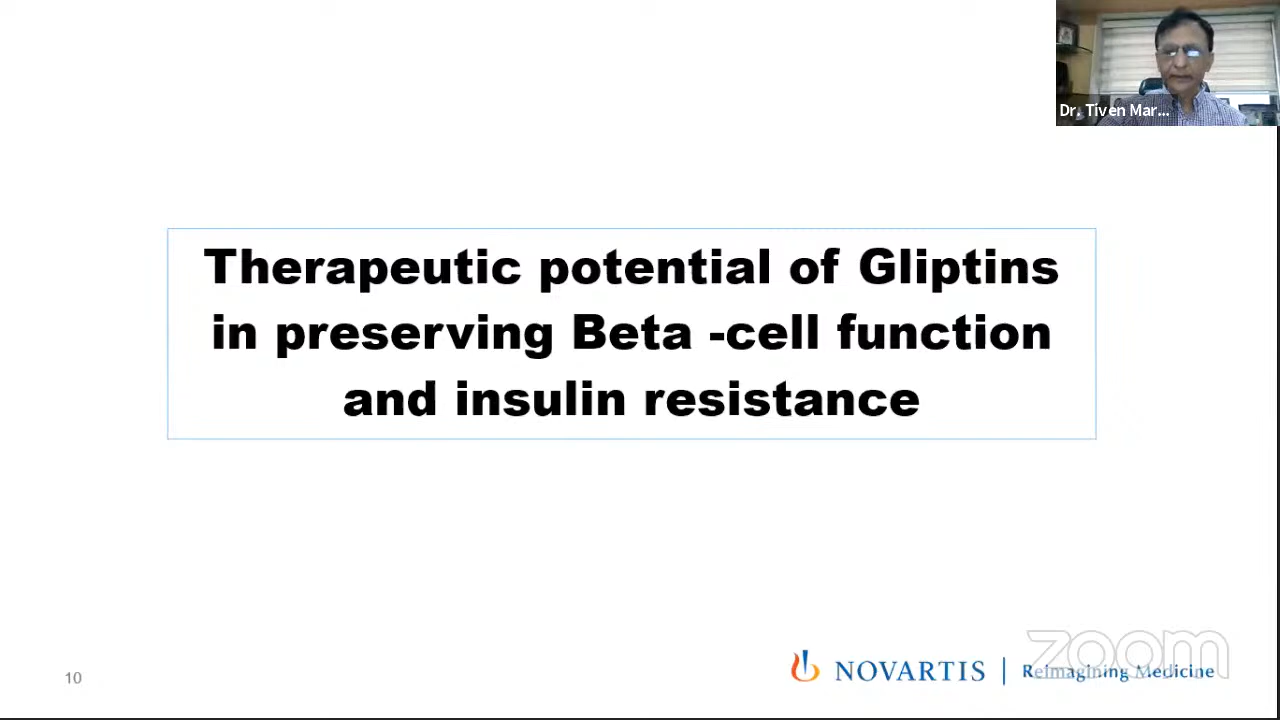 Dr. Tiven Mar...
Therapeutic potential of Gliptins
in preserving Beta -cell function
and insulin resistance
zoom
10
NOVARTIS | Reimagining Medicine